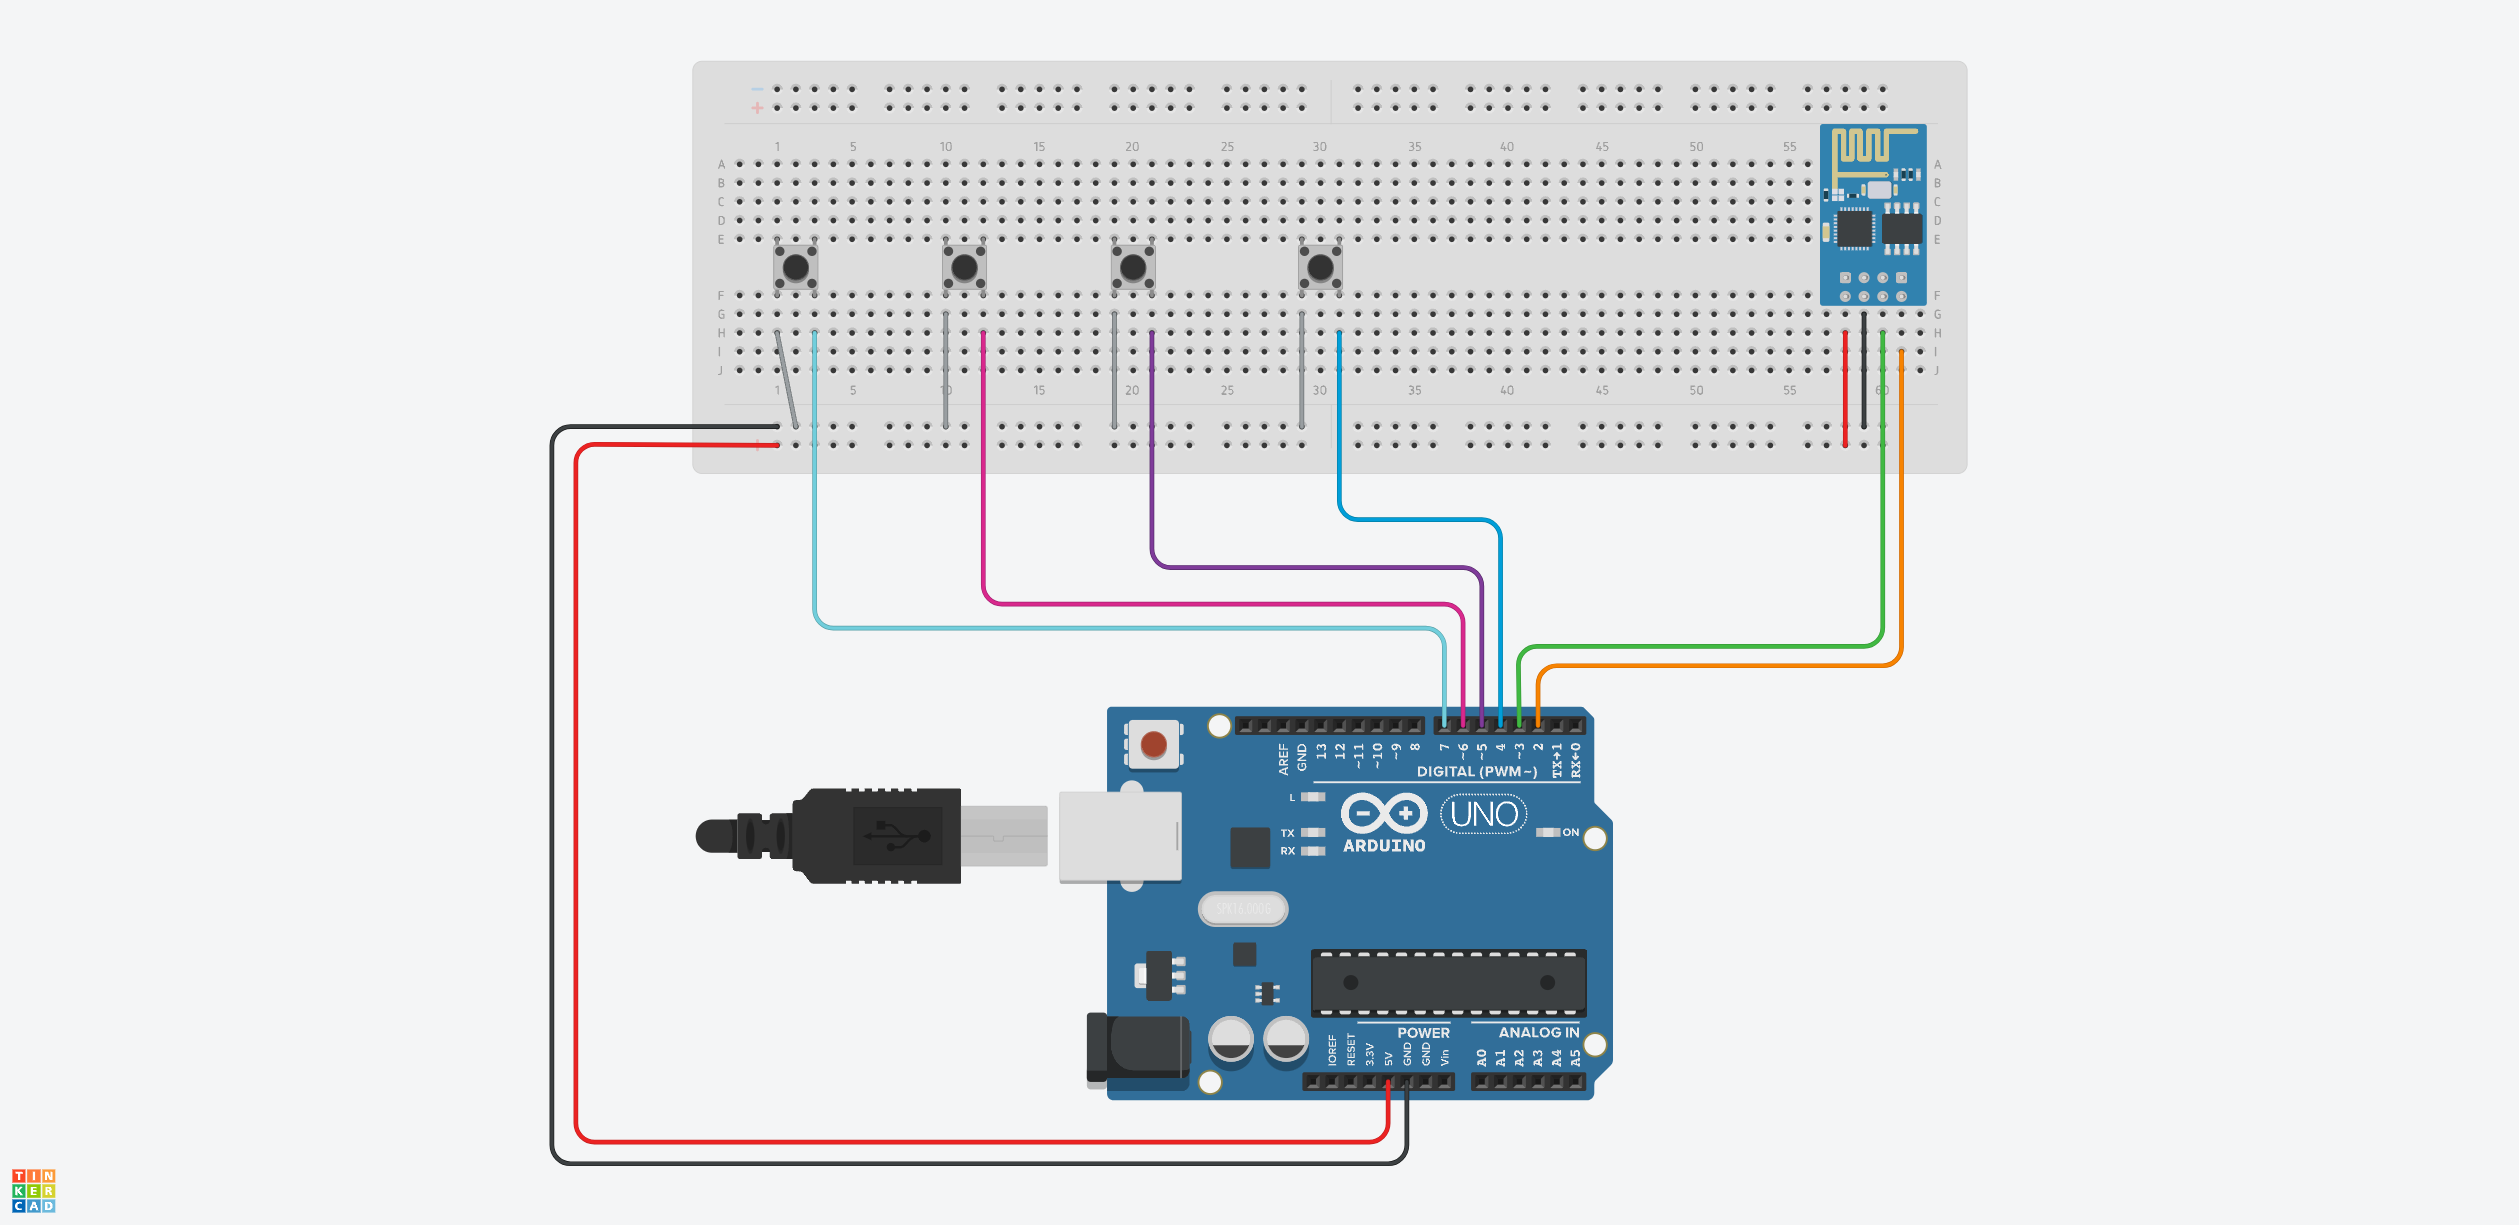 − 
+
1 5 10 15 20 25 30 35 40 45 50 55
A A
B B
C C
D D
E E
F F
G G
H H
I I
J J
1 5 10 15 20 25 30 35 40 45 50 55 60
AREF GND 13 12 ~11 ~10 ~9 8 7 ~6 ~5 4 ~3 2 TX→1 RX←0
DIGITAL (PWM~)
L
TX
RX
UNO
ARDUINO
ON
SPK16.000G
POWER ANALOG IN
IOREF RESET 3.3V 5V GND GND Vin A0 A1 A2 A3 A4 A5
TIN
KER
CAD